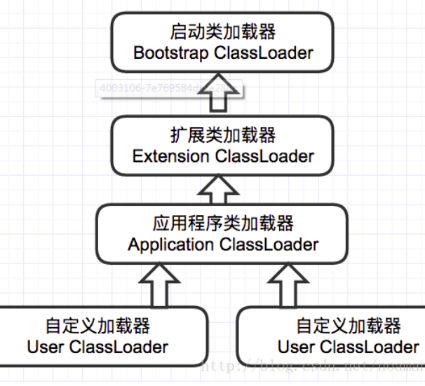 启动类加载器
Bootstrap ClassLoader
扩展类加载器
Extension ClassLoader
应用程序类加载器
Application ClassLoader
自定义加载器
User ClassLoader
自定义加载器
User ClassLoader